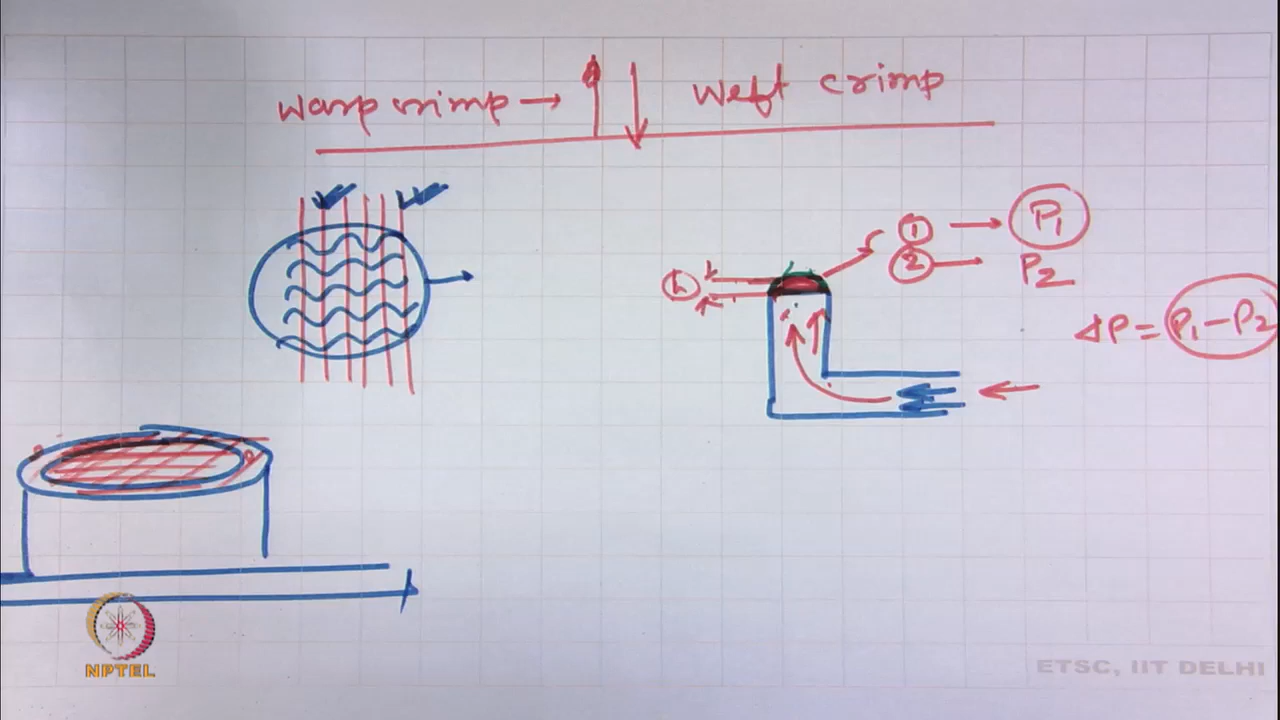 Warp crimp → ↑ ↓ Weft crimp
1 → P1
2 → P2
h
ΔP = P1 - P2
NPTEL
ETSC, IIT DELHI